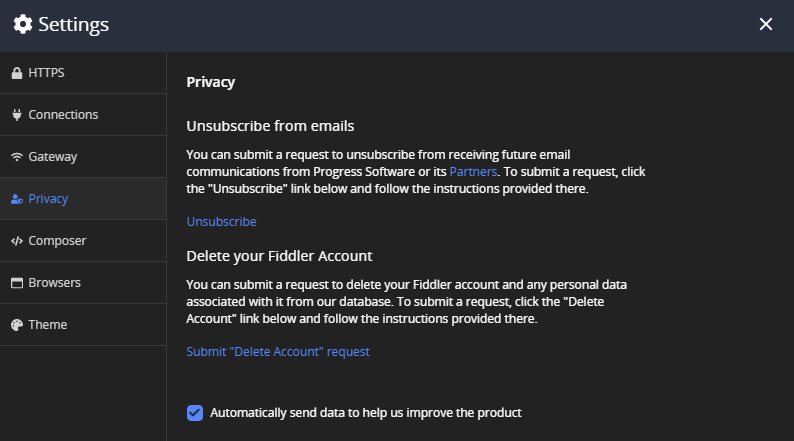 Settings
HTTPS
Connections
Gateway
Privacy
Composer
Browsers
Theme
Privacy
Unsubscribe from emails
You can submit a request to unsubscribe from receiving future email
communications from Progress Software or its Partners. To submit a request, click
the "Unsubscribe" link below and follow the instructions provided there.
Unsubscribe
Delete your Fiddler Account
You can submit a request to delete your Fiddler account and any personal data
associated with it from our database. To submit a request, click the "Delete
Account" link below and follow the instructions provided there.
Submit "Delete Account" request
Automatically send data to help us improve the product